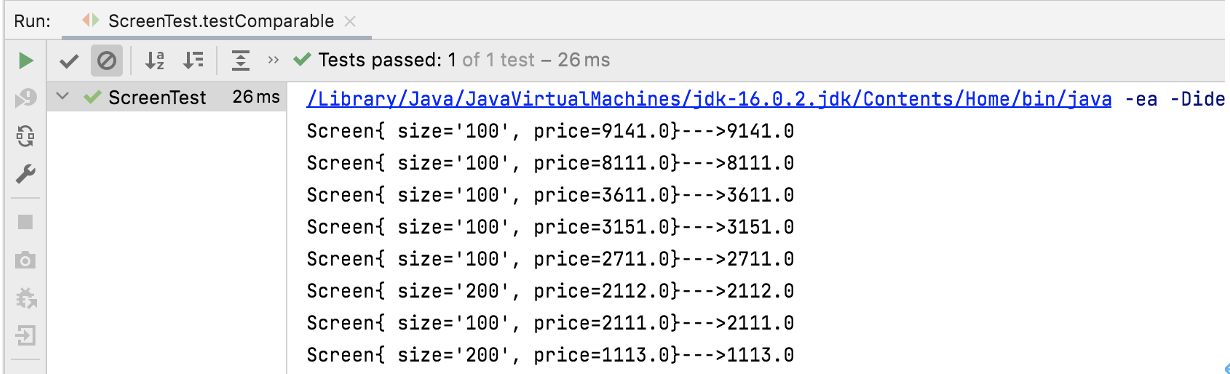 Run: ScreenTest.testComparable ×
Tests passed: 1 of 1 test – 26 ms
ScreenTest 26 ms
/Library/Java/JavaVirtualMachines/jdk-16.0.2.jdk/Contents/Home/bin/java -ea -Dide
Screen{ size='100', price=9141.0}--->9141.0
Screen{ size='100', price=8111.0}--->8111.0
Screen{ size='100', price=3611.0}--->3611.0
Screen{ size='100', price=3151.0}--->3151.0
Screen{ size='100', price=2711.0}--->2711.0
Screen{ size='200', price=2112.0}--->2112.0
Screen{ size='100', price=2111.0}--->2111.0
Screen{ size='200', price=1113.0}--->1113.0